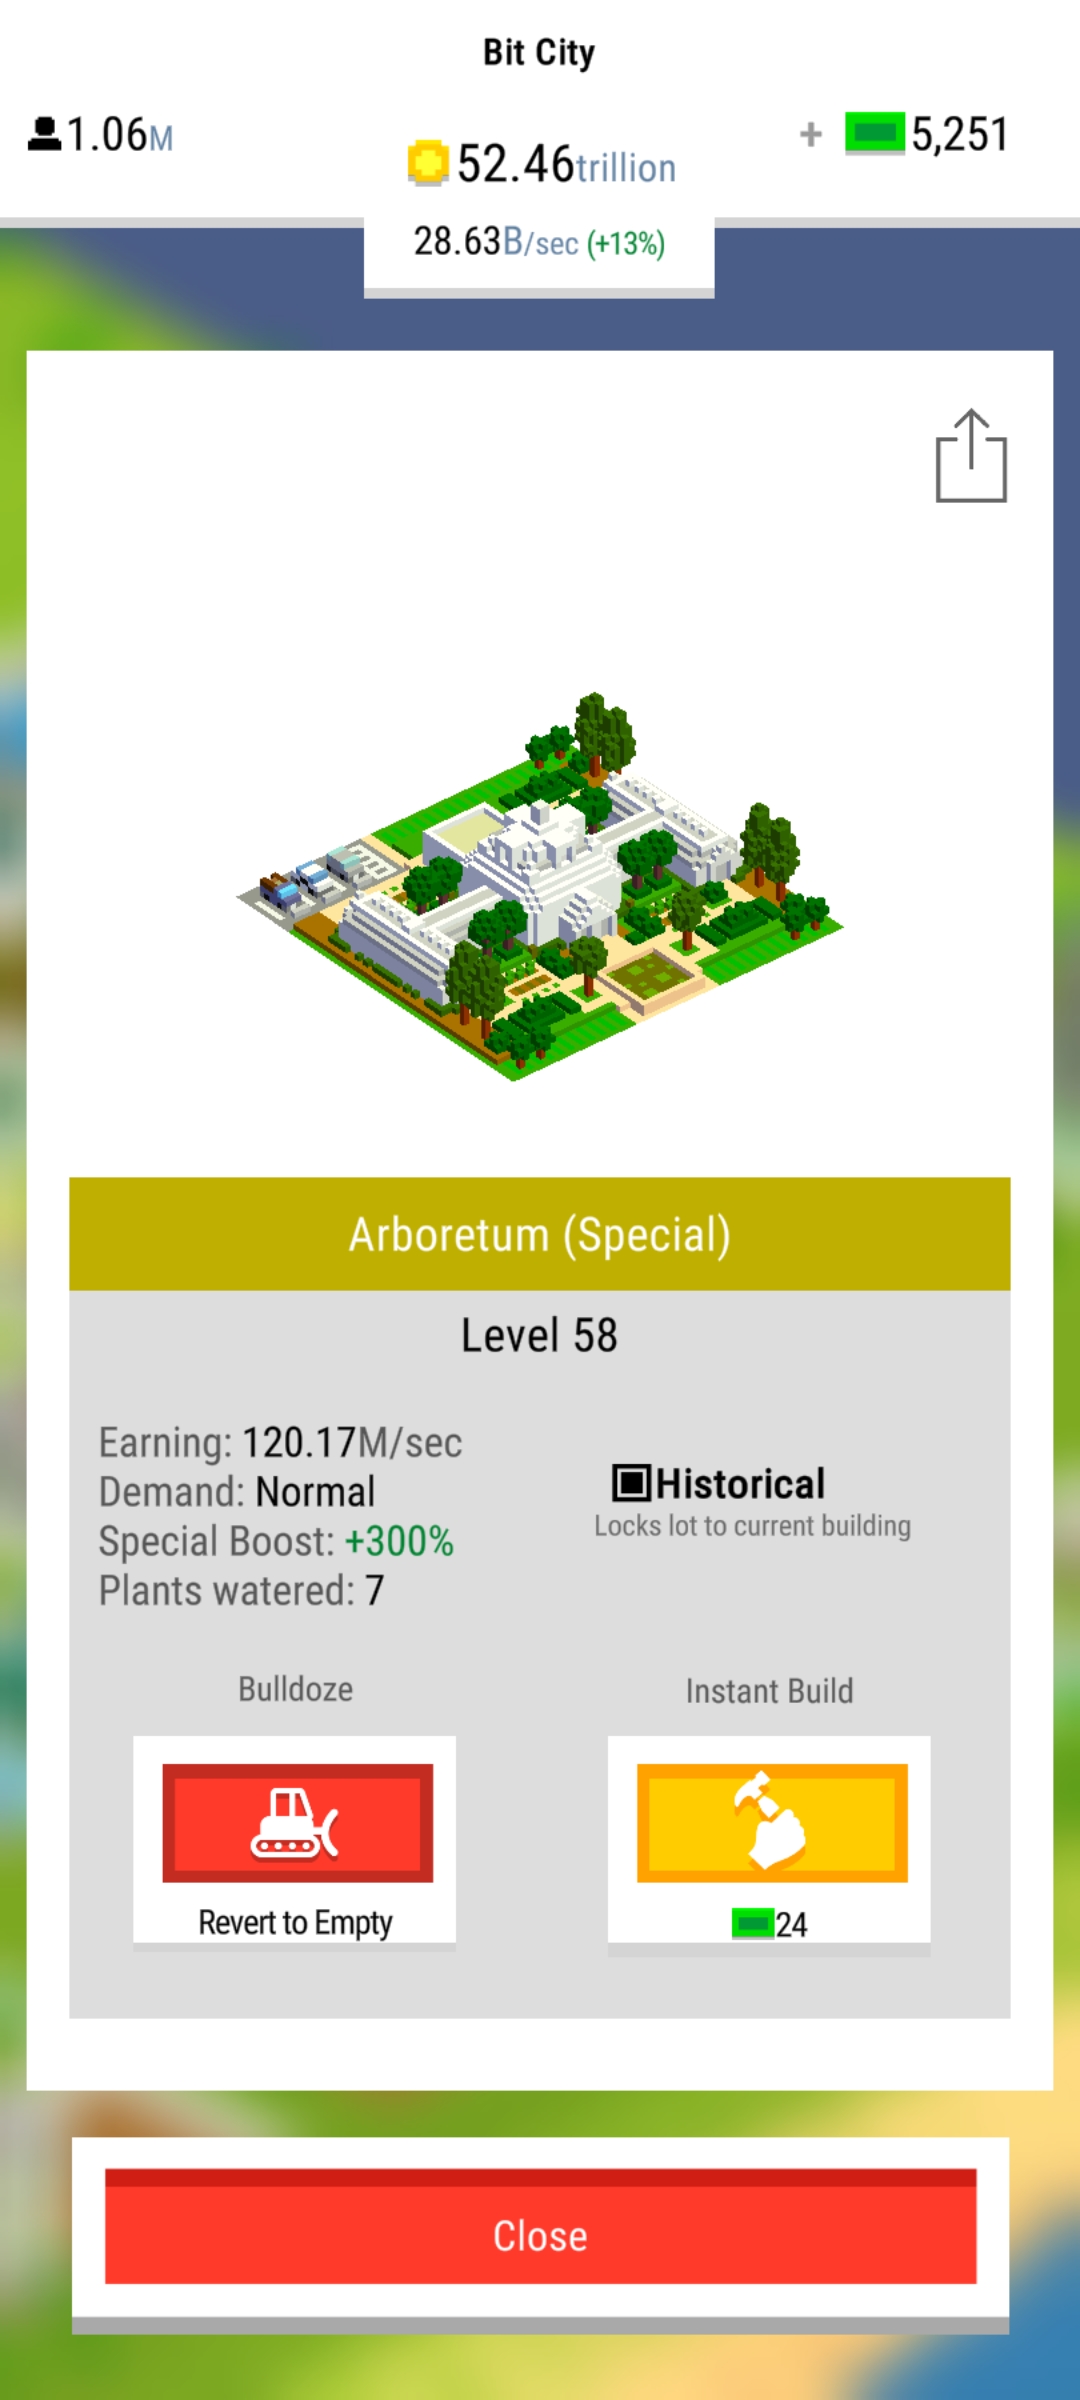 Bit City
1.06M
52.46trillion
+ 5,251
28.63B/sec (+13%)
Arboretum (Special)
Level 58
Earning: 120.17M/sec
Demand: Normal
Special Boost: +300%
Plants watered: 7
Historical
Locks lot to current building
Bulldoze
Instant Build
Revert to Empty
24
Close